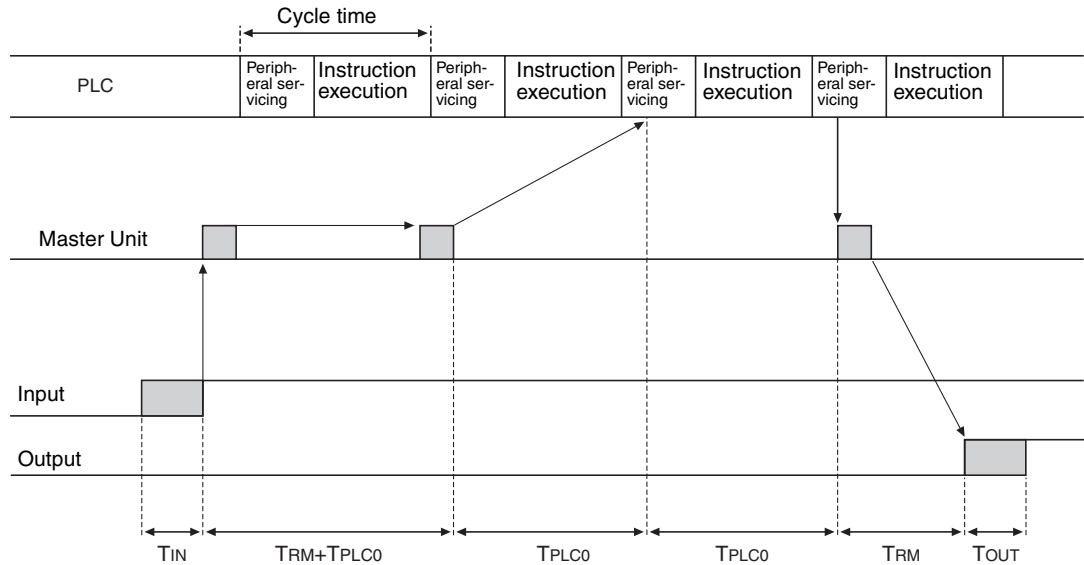 Cycle time
PLC
Periph-
eral ser-
vicing
Instruction
execution
Periph-
eral ser-
vicing
Instruction
execution
Periph-
eral ser-
vicing
Instruction
execution
Periph-
eral ser-
vicing
Instruction
execution
Master Unit
Input
Output
TIN
TRM+TPLC0
TPLC0
TPLC0
TRM
TOUT